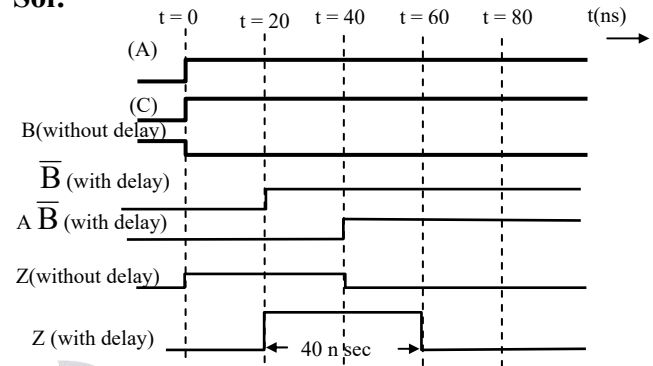 Sol:
t = 0 t = 20 t = 40 t = 60 t = 80 t(ns)
(A)
(C)
B(without delay)
B̅ (with delay)
A B̅ (with delay)
Z(without delay)
Z (with delay)
40 n sec